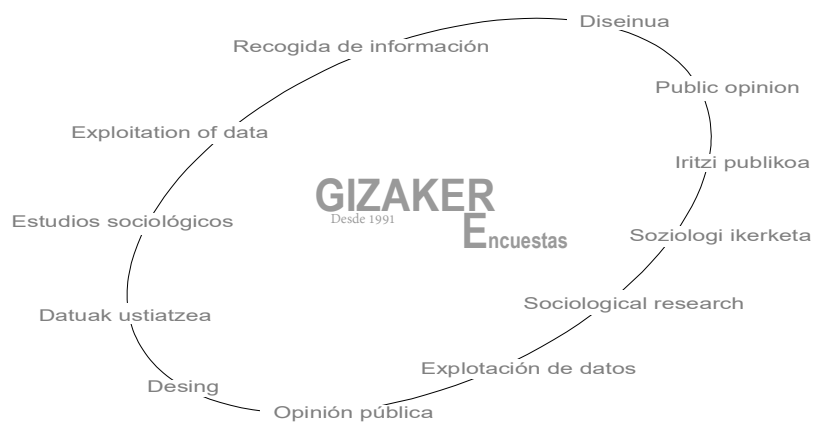 Diseinua
Recogida de información
Public opinion
Exploitation of data
Iritzi publikoa
GIZAKER
Desde 1991
Encuestas
Estudios sociológicos
Soziologi ikerketa
Sociological research
Datuak ustiatzea
Explotación de datos
Desing
Opinión pública